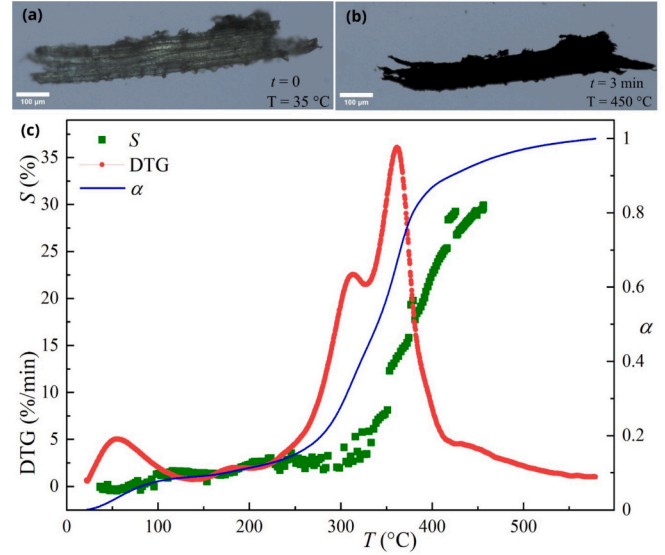 (a)
t = 0
T = 35 °C
100 µm
(b)
t = 3 min
T = 450 °C
100 µm
(c)
S
DTG
α
DTG (%/min) S (%)
35
30
25
20
15
10
5
0
1
0.8
0.6
0.4
0.2
0
α
0 100 200 300 400 500
T (°C)